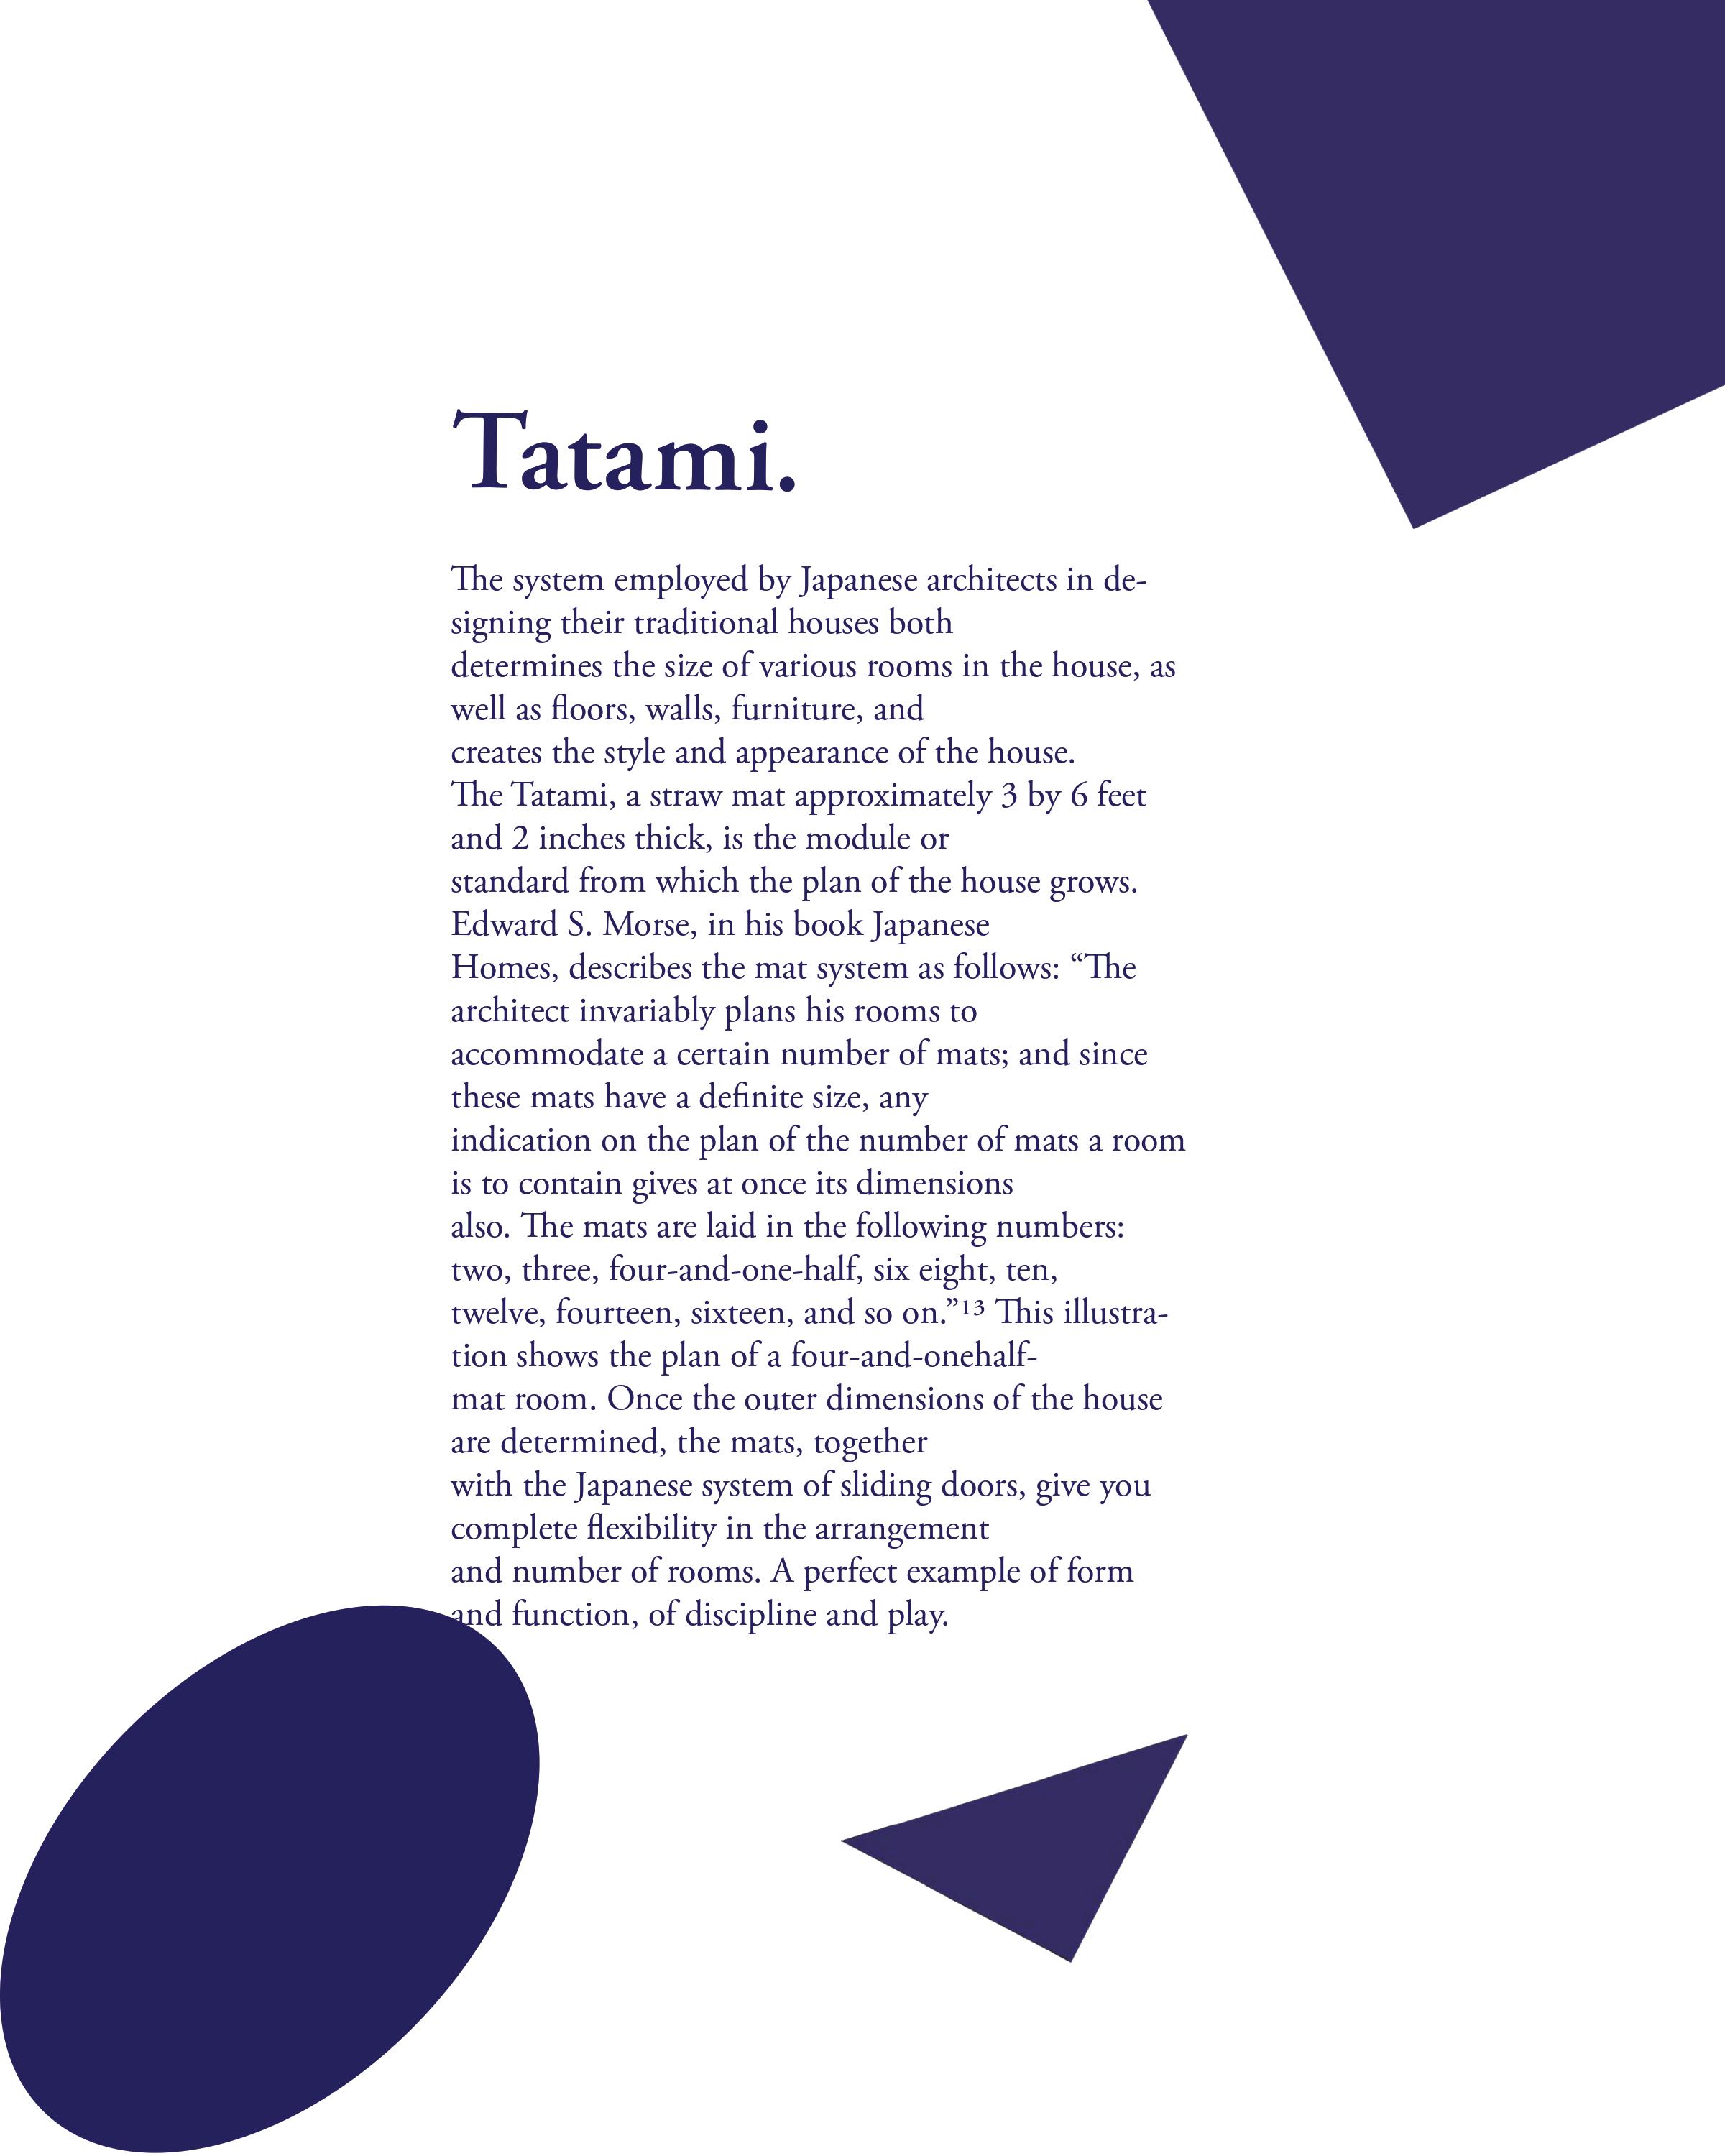 Tatami.
The system employed by Japanese architects in de-
signing their traditional houses both
determines the size of various rooms in the house, as
well as floors, walls, furniture, and
creates the style and appearance of the house.
The Tatami, a straw mat approximately 3 by 6 feet
and 2 inches thick, is the module or
standard from which the plan of the house grows.
Edward S. Morse, in his book Japanese
Homes, describes the mat system as follows: “The
architect invariably plans his rooms to
accommodate a certain number of mats; and since
these mats have a definite size, any
indication on the plan of the number of mats a room
is to contain gives at once its dimensions
also. The mats are laid in the following numbers:
two, three, four-and-one-half, six eight, ten,
twelve, fourteen, sixteen, and so on.”¹³ This illustra-
tion shows the plan of a four-and-onehalf-
mat room. Once the outer dimensions of the house
are determined, the mats, together
with the Japanese system of sliding doors, give you
complete flexibility in the arrangement
and number of rooms. A perfect example of form
and function, of discipline and play.